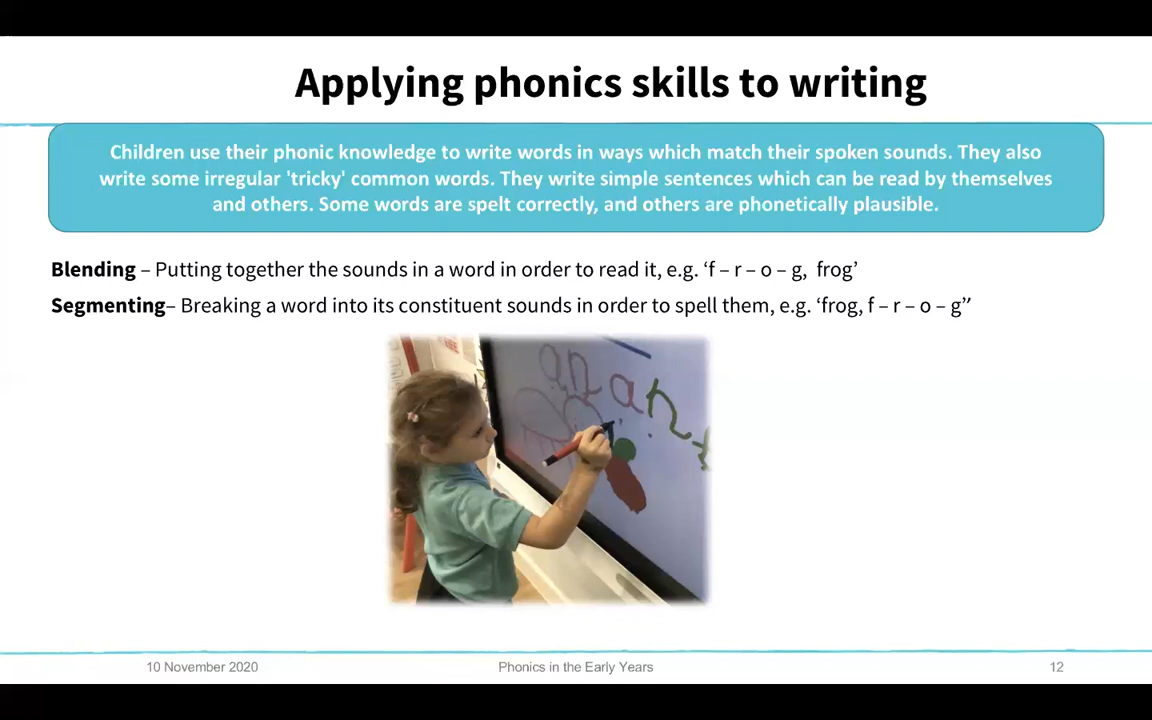 Applying phonics skills to writing
Children use their phonic knowledge to write words in ways which match their spoken sounds. They also
write some irregular 'tricky' common words. They write simple sentences which can be read by themselves
and others. Some words are spelt correctly, and others are phonetically plausible.
Blending – Putting together the sounds in a word in order to read it, e.g. ‘f – r – o – g,  frog’
Segmenting– Breaking a word into its constituent sounds in order to spell them, e.g. ‘frog, f – r – o – g’’
an ant
10 November 2020
Phonics in the Early Years
12